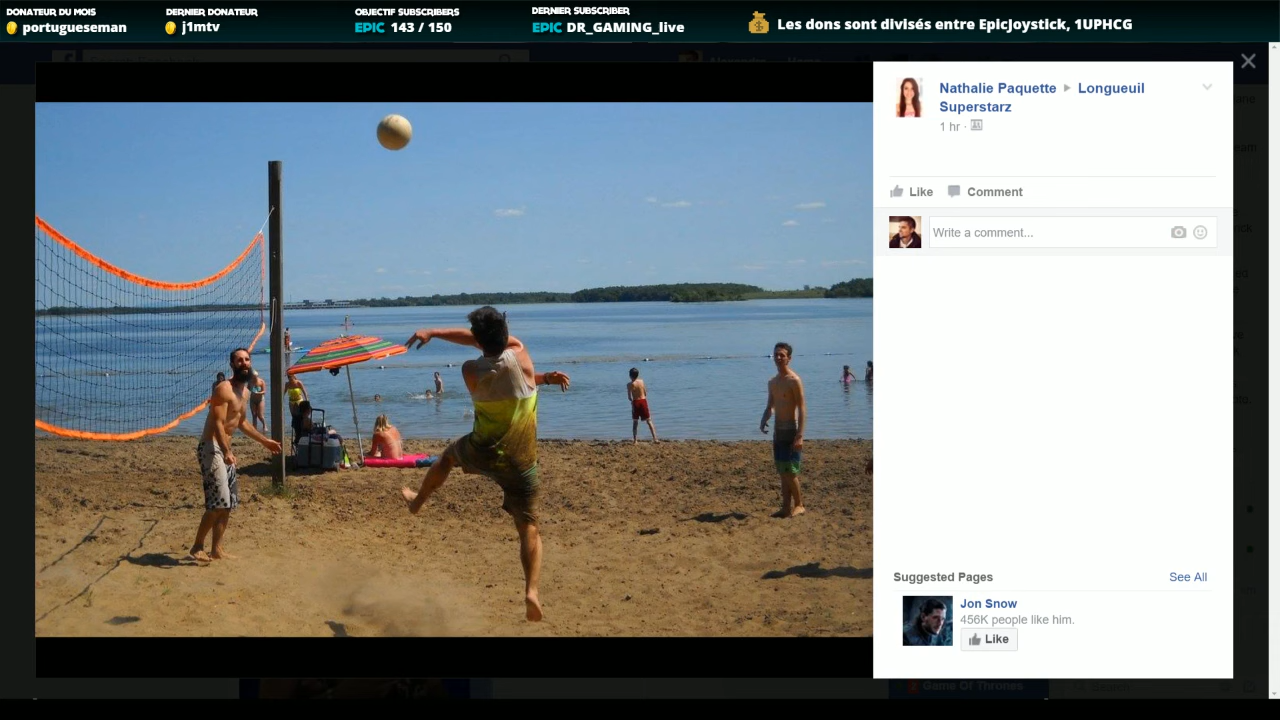 DONATEUR DU MOIS
portugueseman
DERNIER DONATEUR
j1mtv
OBJECTIF SUBSCRIBERS
EPIC 143 / 150
DERNIER SUBSCRIBER
EPIC DR_GAMING_live
Les dons sont divisés entre EpicJoystick, 1UPHCG
Nathalie Paquette Longueuil
Superstarz
1 hr ·
Like Comment
Write a comment...
Suggested Pages See All
Jon Snow
456K people like him.
Like
Game Of Thrones